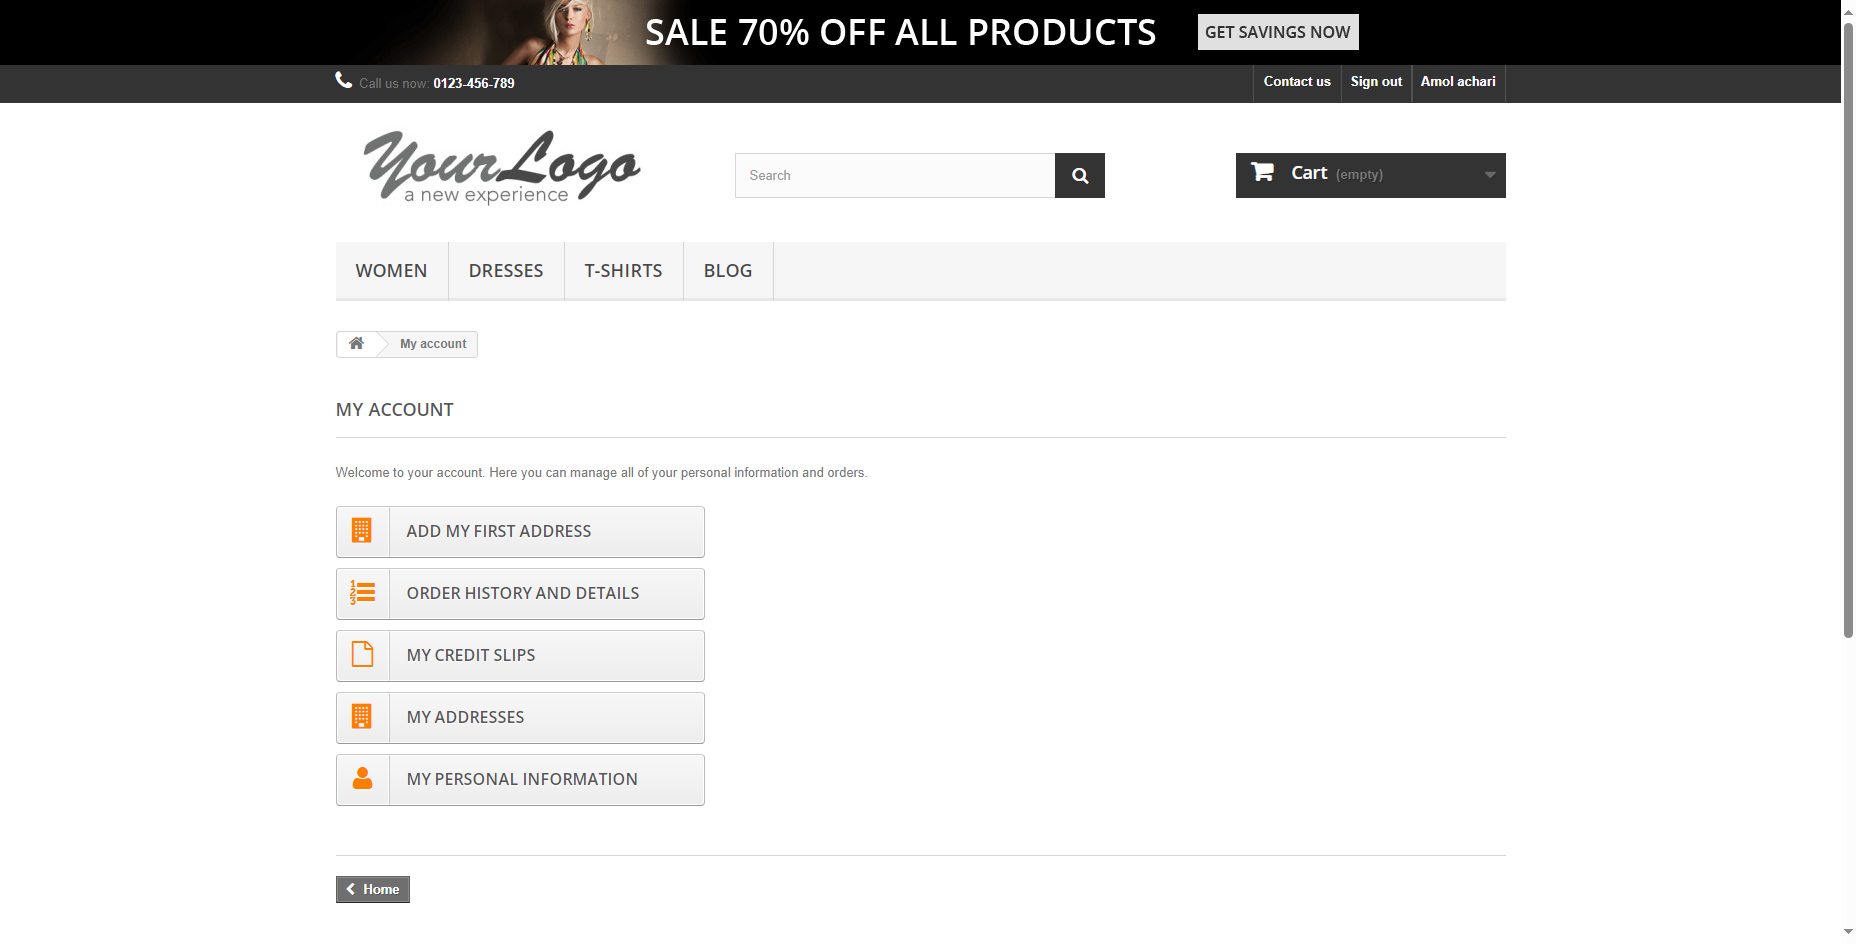 SALE 70% OFF ALL PRODUCTS GET SAVINGS NOW
Call us now: 0123-456-789 Contact us Sign out Amol achari
YourLogo
a new experience
Search
Cart (empty)
WOMEN DRESSES T-SHIRTS BLOG
My account
MY ACCOUNT
Welcome to your account. Here you can manage all of your personal information and orders.
ADD MY FIRST ADDRESS
1
2
3
ORDER HISTORY AND DETAILS
MY CREDIT SLIPS
MY ADDRESSES
MY PERSONAL INFORMATION
Home